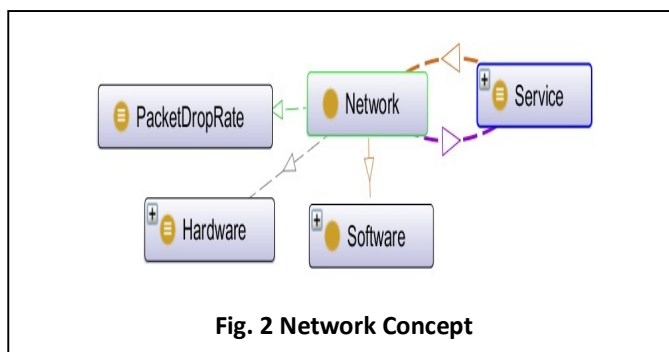 Network
Service
PacketDropRate
Hardware
Software
Fig. 2 Network Concept